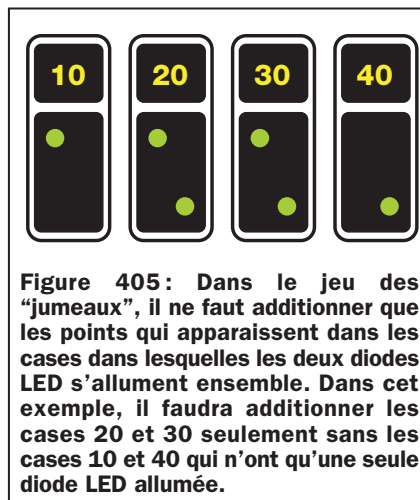 10 20 30 40
Figure 405: Dans le jeu des
“jumeaux”, il ne faut additionner que
les points qui apparaissent dans les
cases dans lesquelles les deux diodes
LED s’allument ensemble. Dans cet
exemple, il faudra additionner les
cases 20 et 30 seulement sans les
cases 10 et 40 qui n’ont qu’une seule
diode LED allumée.